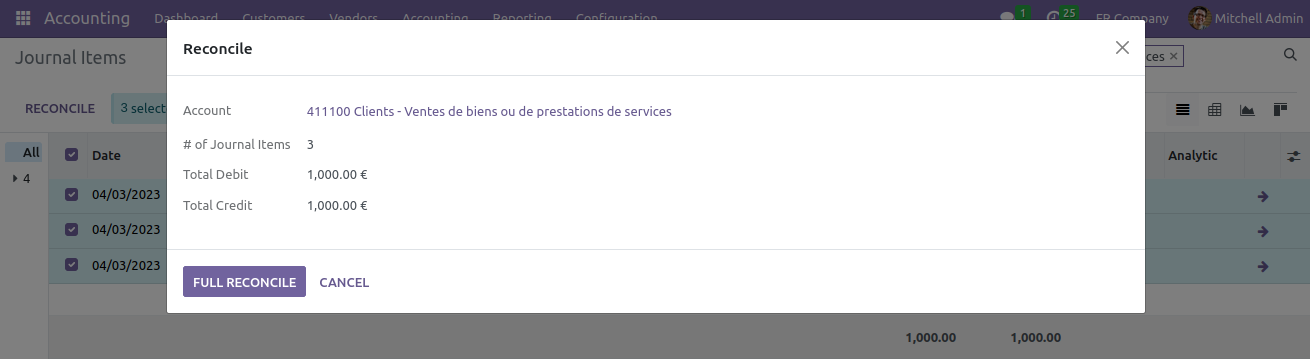 Accounting Dashboard Customers Vendors Accounting Reporting Configuration 1 25 FR Company Mitchell Admin
Reconcile
Journal Items
ces ×
Account 411100 Clients - Ventes de biens ou de prestations de services
RECONCILE 3 select
# of Journal Items 3
All Date Analytic
Total Debit 1,000.00 €
4
04/03/2023
Total Credit 1,000.00 €
04/03/2023
04/03/2023
FULL RECONCILE CANCEL
1,000.00 1,000.00